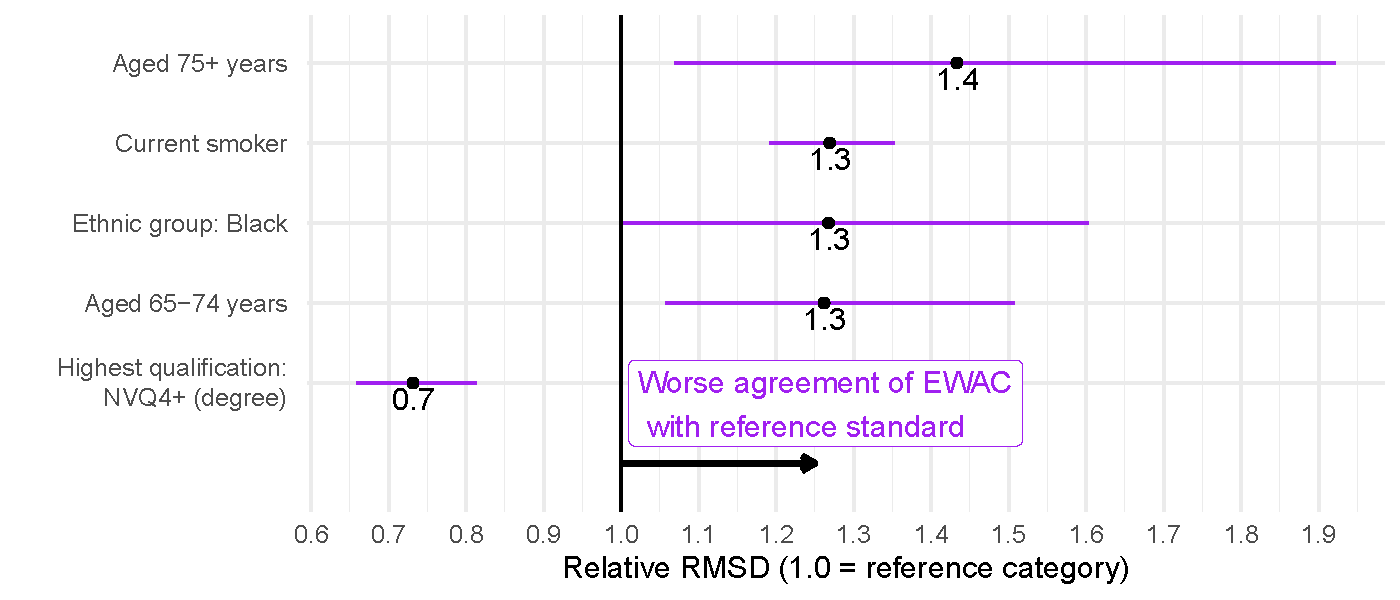 Aged 75+ years
1.4
Current smoker
1.3
Ethnic group: Black
1.3
Aged 65−74 years
1.3
Highest qualification:
NVQ4+ (degree)
0.7
Worse agreement of EWAC
with reference standard
0.6 0.7 0.8 0.9 1.0 1.1 1.2 1.3 1.4 1.5 1.6 1.7 1.8 1.9
Relative RMSD (1.0 = reference category)